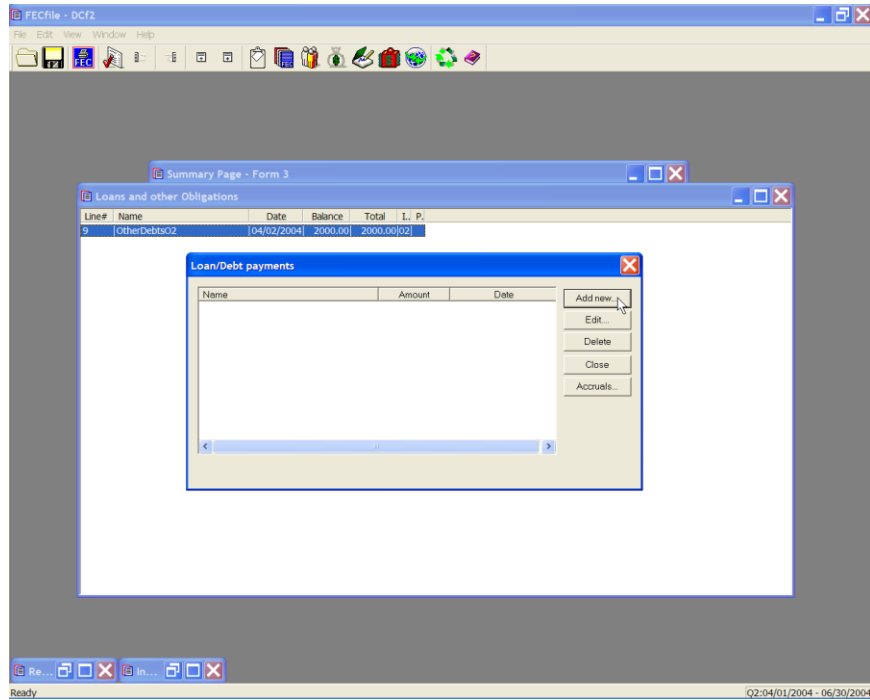 FECfile - DCf2
File Edit View Window Help
FEC
Summary Page - Form 3
Loans and other Obligations
Line# Name Date Balance Total I.. P.
9 OtherDebtsO2 04/02/2004 2000.00 2000.00 02
Loan/Debt payments
Name Amount Date
Add new...
Edit...
Delete
Close
Accruals...
Re... In...
Ready Q2:04/01/2004 - 06/30/2004